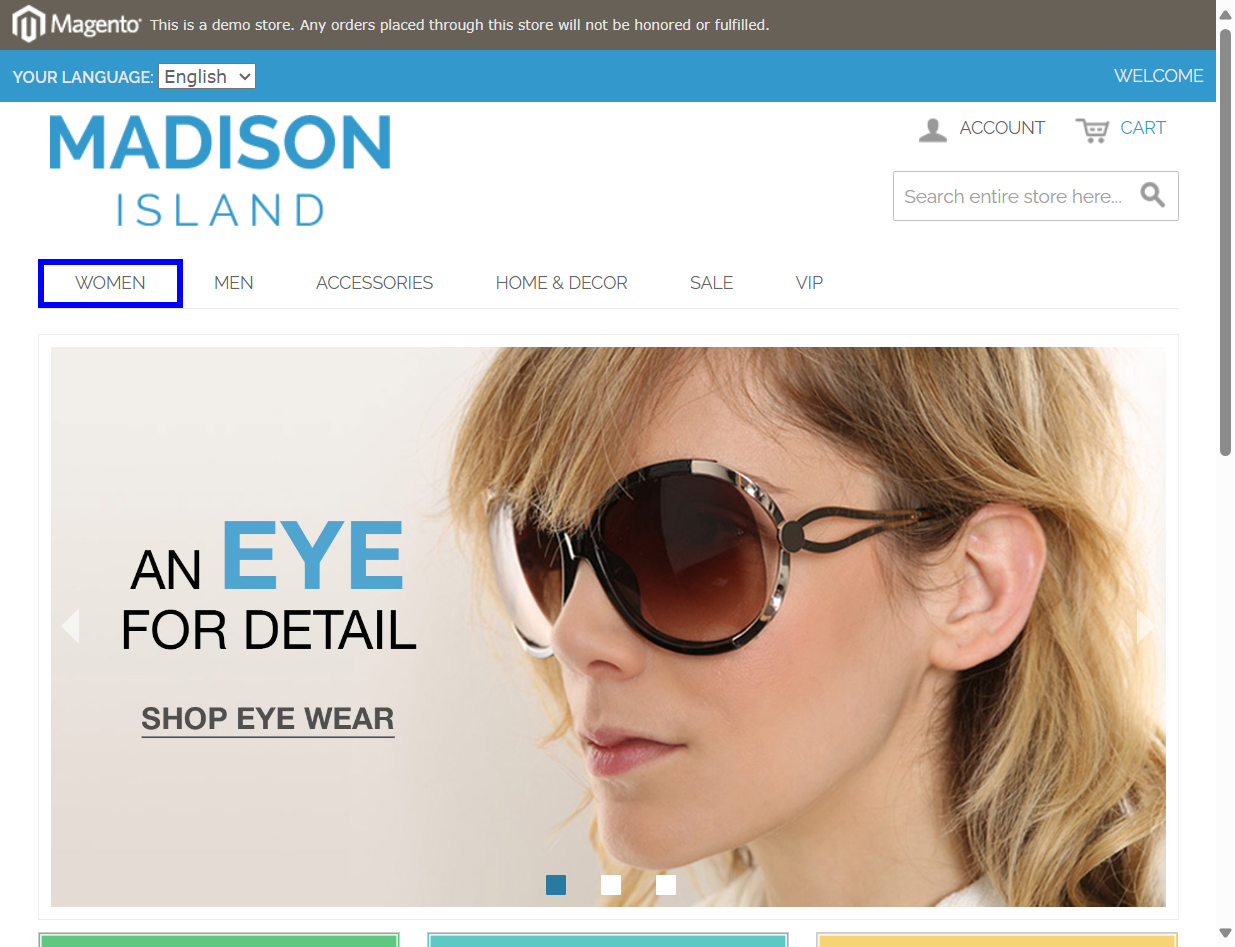 Magento This is a demo store. Any orders placed through this store will not be honored or fulfilled.
YOUR LANGUAGE: English WELCOME
MADISON
ISLAND
ACCOUNT CART
Search entire store here...
WOMEN MEN ACCESSORIES HOME & DECOR SALE VIP
AN EYE
FOR DETAIL
SHOP EYE WEAR